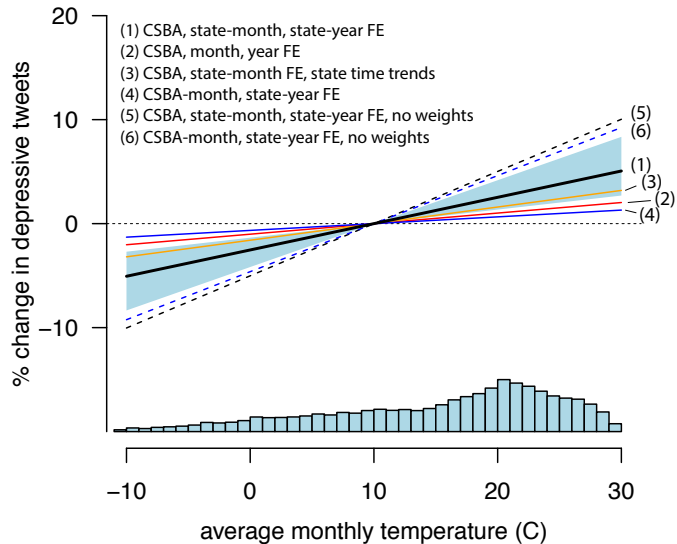 20
(1) CSBA, state-month, state-year FE
(2) CSBA, month, year FE
(3) CSBA, state-month FE, state time trends
(4) CSBA-month, state-year FE
(5) CSBA, state-month, state-year FE, no weights
(6) CSBA-month, state-year FE, no weights
10
0
−10
% change in depressive tweets
(5)
(6)
(1)
(3)
(2)
(4)
−10 0 10 20 30
average monthly temperature (C)